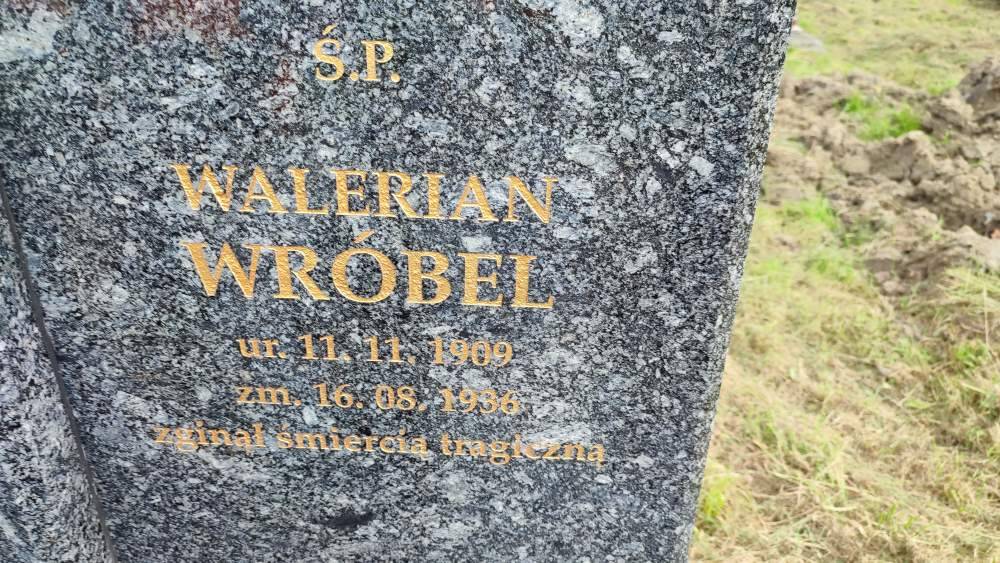 Ś.P.
WALERIAN
WRÓBEL
ur. 11. 11. 1909
zm. 16. 08. 1936
zginął śmiercią tragiczną